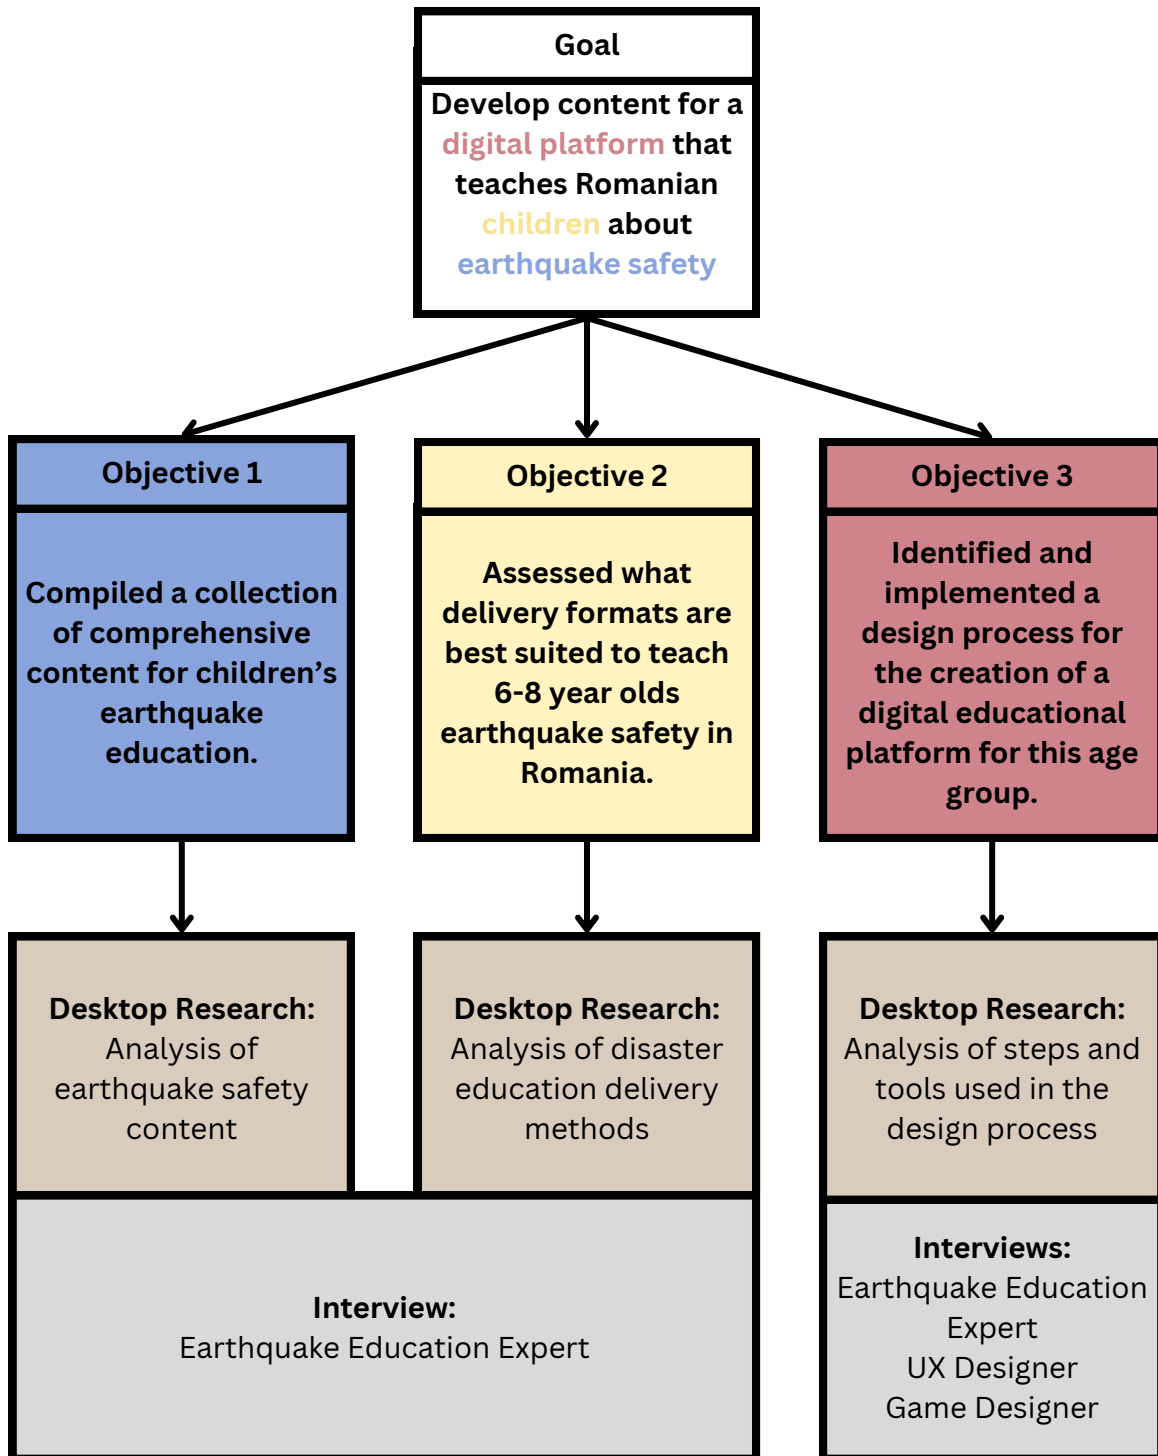 Goal
Develop content for a
digital platform that
teaches Romanian
children about
earthquake safety
Objective 1
Compiled a collection
of comprehensive
content for children’s
earthquake
education.
Objective 2
Assessed what
delivery formats are
best suited to teach
6-8 year olds
earthquake safety in
Romania.
Objective 3
Identified and
implemented a
design process for
the creation of a
digital educational
platform for this age
group.
Desktop Research:
Analysis of
earthquake safety
content
Desktop Research:
Analysis of disaster
education delivery
methods
Desktop Research:
Analysis of steps and
tools used in the
design process
Interview:
Earthquake Education Expert
Interviews:
Earthquake Education
Expert
UX Designer
Game Designer